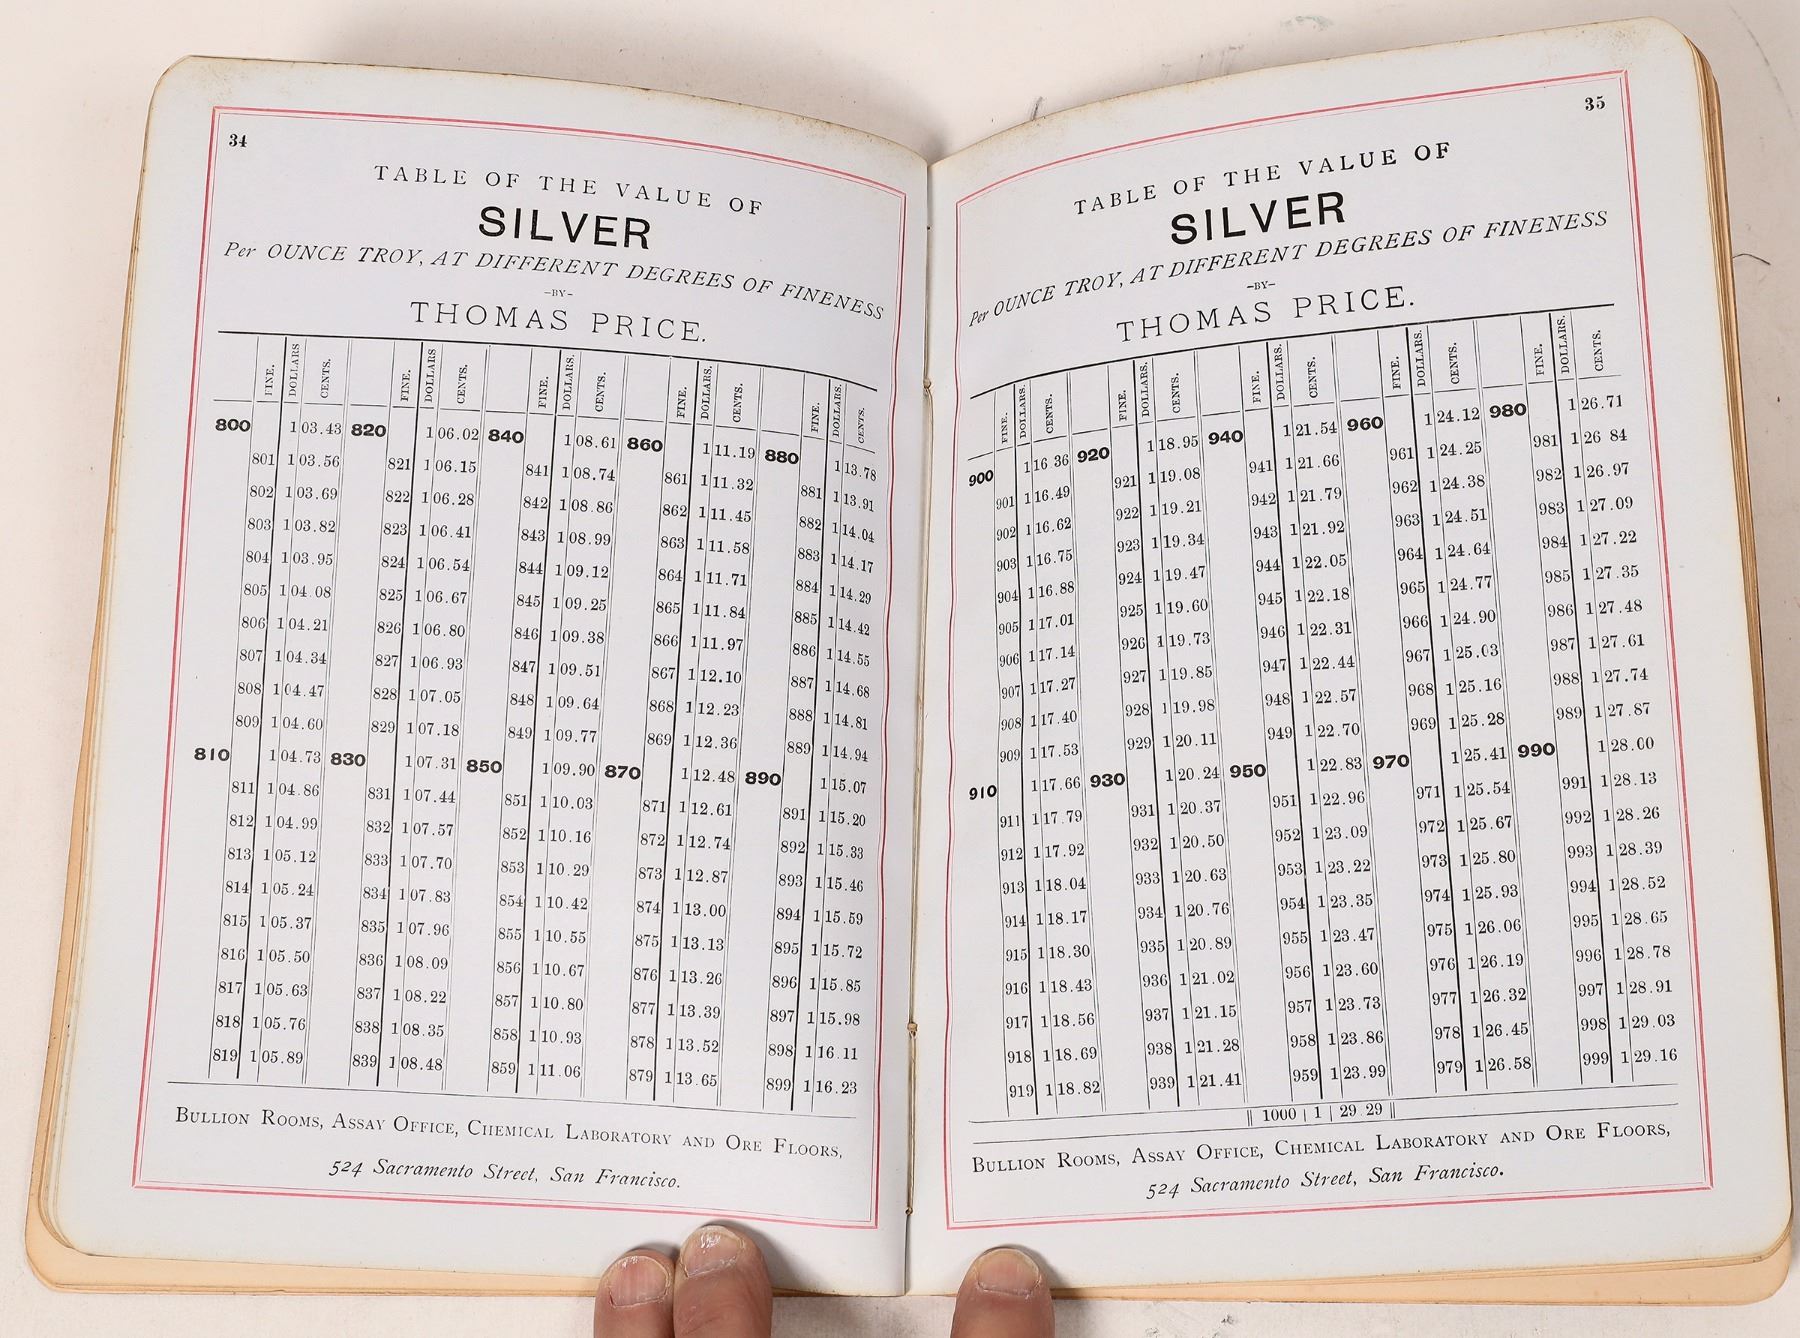 34
TABLE OF THE VALUE OF
SILVER
Per OUNCE TROY, AT DIFFERENT DEGREES OF FINENESS
-BY-
THOMAS PRICE.
FINE. DOLLARS CENTS. FINE. DOLLARS CENTS. FINE. DOLLARS. CENTS. FINE. DOLLARS. CENTS. FINE. DOLLARS. CENTS.
800 1 03.43 820 1 06.02 840 1 08.61 860 1 11.19 880 1 13.78
801 1 03.56 821 1 06.15 841 1 08.74 861 1 11.32 881 1 13.91
802 1 03.69 822 1 06.28 842 1 08.86 862 1 11.45 882 1 14.04
803 1 03.82 823 1 06.41 843 1 08.99 863 1 11.58 883 1 14.17
804 1 03.95 824 1 06.54 844 1 09.12 864 1 11.71 884 1 14.29
805 1 04.08 825 1 06.67 845 1 09.25 865 1 11.84 885 1 14.42
806 1 04.21 826 1 06.80 846 1 09.38 866 1 11.97 886 1 14.55
807 1 04.34 827 1 06.93 847 1 09.51 867 1 12.10 887 1 14.68
808 1 04.47 828 1 07.05 848 1 09.64 868 1 12.23 888 1 14.81
809 1 04.60 829 1 07.18 849 1 09.77 869 1 12.36 889 1 14.94
810 1 04.73 830 1 07.31 850 1 09.90 870 1 12.48 890 1 15.07
811 1 04.86 831 1 07.44 851 1 10.03 871 1 12.61 891 1 15.20
812 1 04.99 832 1 07.57 852 1 10.16 872 1 12.74 892 1 15.33
813 1 05.12 833 1 07.70 853 1 10.29 873 1 12.87 893 1 15.46
814 1 05.24 834 1 07.83 854 1 10.42 874 1 13.00 894 1 15.59
815 1 05.37 835 1 07.96 855 1 10.55 875 1 13.13 895 1 15.72
816 1 05.50 836 1 08.09 856 1 10.67 876 1 13.26 896 1 15.85
817 1 05.63 837 1 08.22 857 1 10.80 877 1 13.39 897 1 15.98
818 1 05.76 838 1 08.35 858 1 10.93 878 1 13.52 898 1 16.11
819 1 05.89 839 1 08.48 859 1 11.06 879 1 13.65 899 1 16.23
BULLION ROOMS, ASSAY OFFICE, CHEMICAL LABORATORY AND ORE FLOORS,
524 Sacramento Street, San Francisco.
35
TABLE OF THE VALUE OF
SILVER
Per OUNCE TROY, AT DIFFERENT DEGREES OF FINENESS
-BY-
THOMAS PRICE.
FINE. DOLLARS. CENTS. FINE. DOLLARS. CENTS. FINE. DOLLARS. CENTS. FINE. DOLLARS. CENTS. FINE. DOLLARS. CENTS.
900 1 16 36 920 1 18.95 940 1 21.54 960 1 24.12 980 1 26.71
901 1 16.49 921 1 19.08 941 1 21.66 961 1 24.25 981 1 26 84
902 1 16.62 922 1 19.21 942 1 21.79 962 1 24.38 982 1 26.97
903 1 16.75 923 1 19.34 943 1 21.92 963 1 24.51 983 1 27.09
904 1 16.88 924 1 19.47 944 1 22.05 964 1 24.64 984 1 27.22
905 1 17.01 925 1 19.60 945 1 22.18 965 1 24.77 985 1 27.35
906 1 17.14 926 1 19.73 946 1 22.31 966 1 24.90 986 1 27.48
907 1 17.27 927 1 19.85 947 1 22.44 967 1 25.03 987 1 27.61
908 1 17.40 928 1 19.98 948 1 22.57 968 1 25.16 988 1 27.74
909 1 17.53 929 1 20.11 949 1 22.70 969 1 25.28 989 1 27.87
910 1 17.66 930 1 20.24 950 1 22.83 970 1 25.41 990 1 28.00
911 1 17.79 931 1 20.37 951 1 22.96 971 1 25.54 991 1 28.13
912 1 17.92 932 1 20.50 952 1 23.09 972 1 25.67 992 1 28.26
913 1 18.04 933 1 20.63 953 1 23.22 973 1 25.80 993 1 28.39
914 1 18.17 934 1 20.76 954 1 23.35 974 1 25.93 994 1 28.52
915 1 18.30 935 1 20.89 955 1 23.47 975 1 26.06 995 1 28.65
916 1 18.43 936 1 21.02 956 1 23.60 976 1 26.19 996 1 28.78
917 1 18.56 937 1 21.15 957 1 23.73 977 1 26.32 997 1 28.91
918 1 18.69 938 1 21.28 958 1 23.86 978 1 26.45 998 1 29.03
919 1 18.82 939 1 21.41 959 1 23.99 979 1 26.58 999 1 29.16
1000 1 29 29
BULLION ROOMS, ASSAY OFFICE, CHEMICAL LABORATORY AND ORE FLOORS,
524 Sacramento Street, San Francisco.